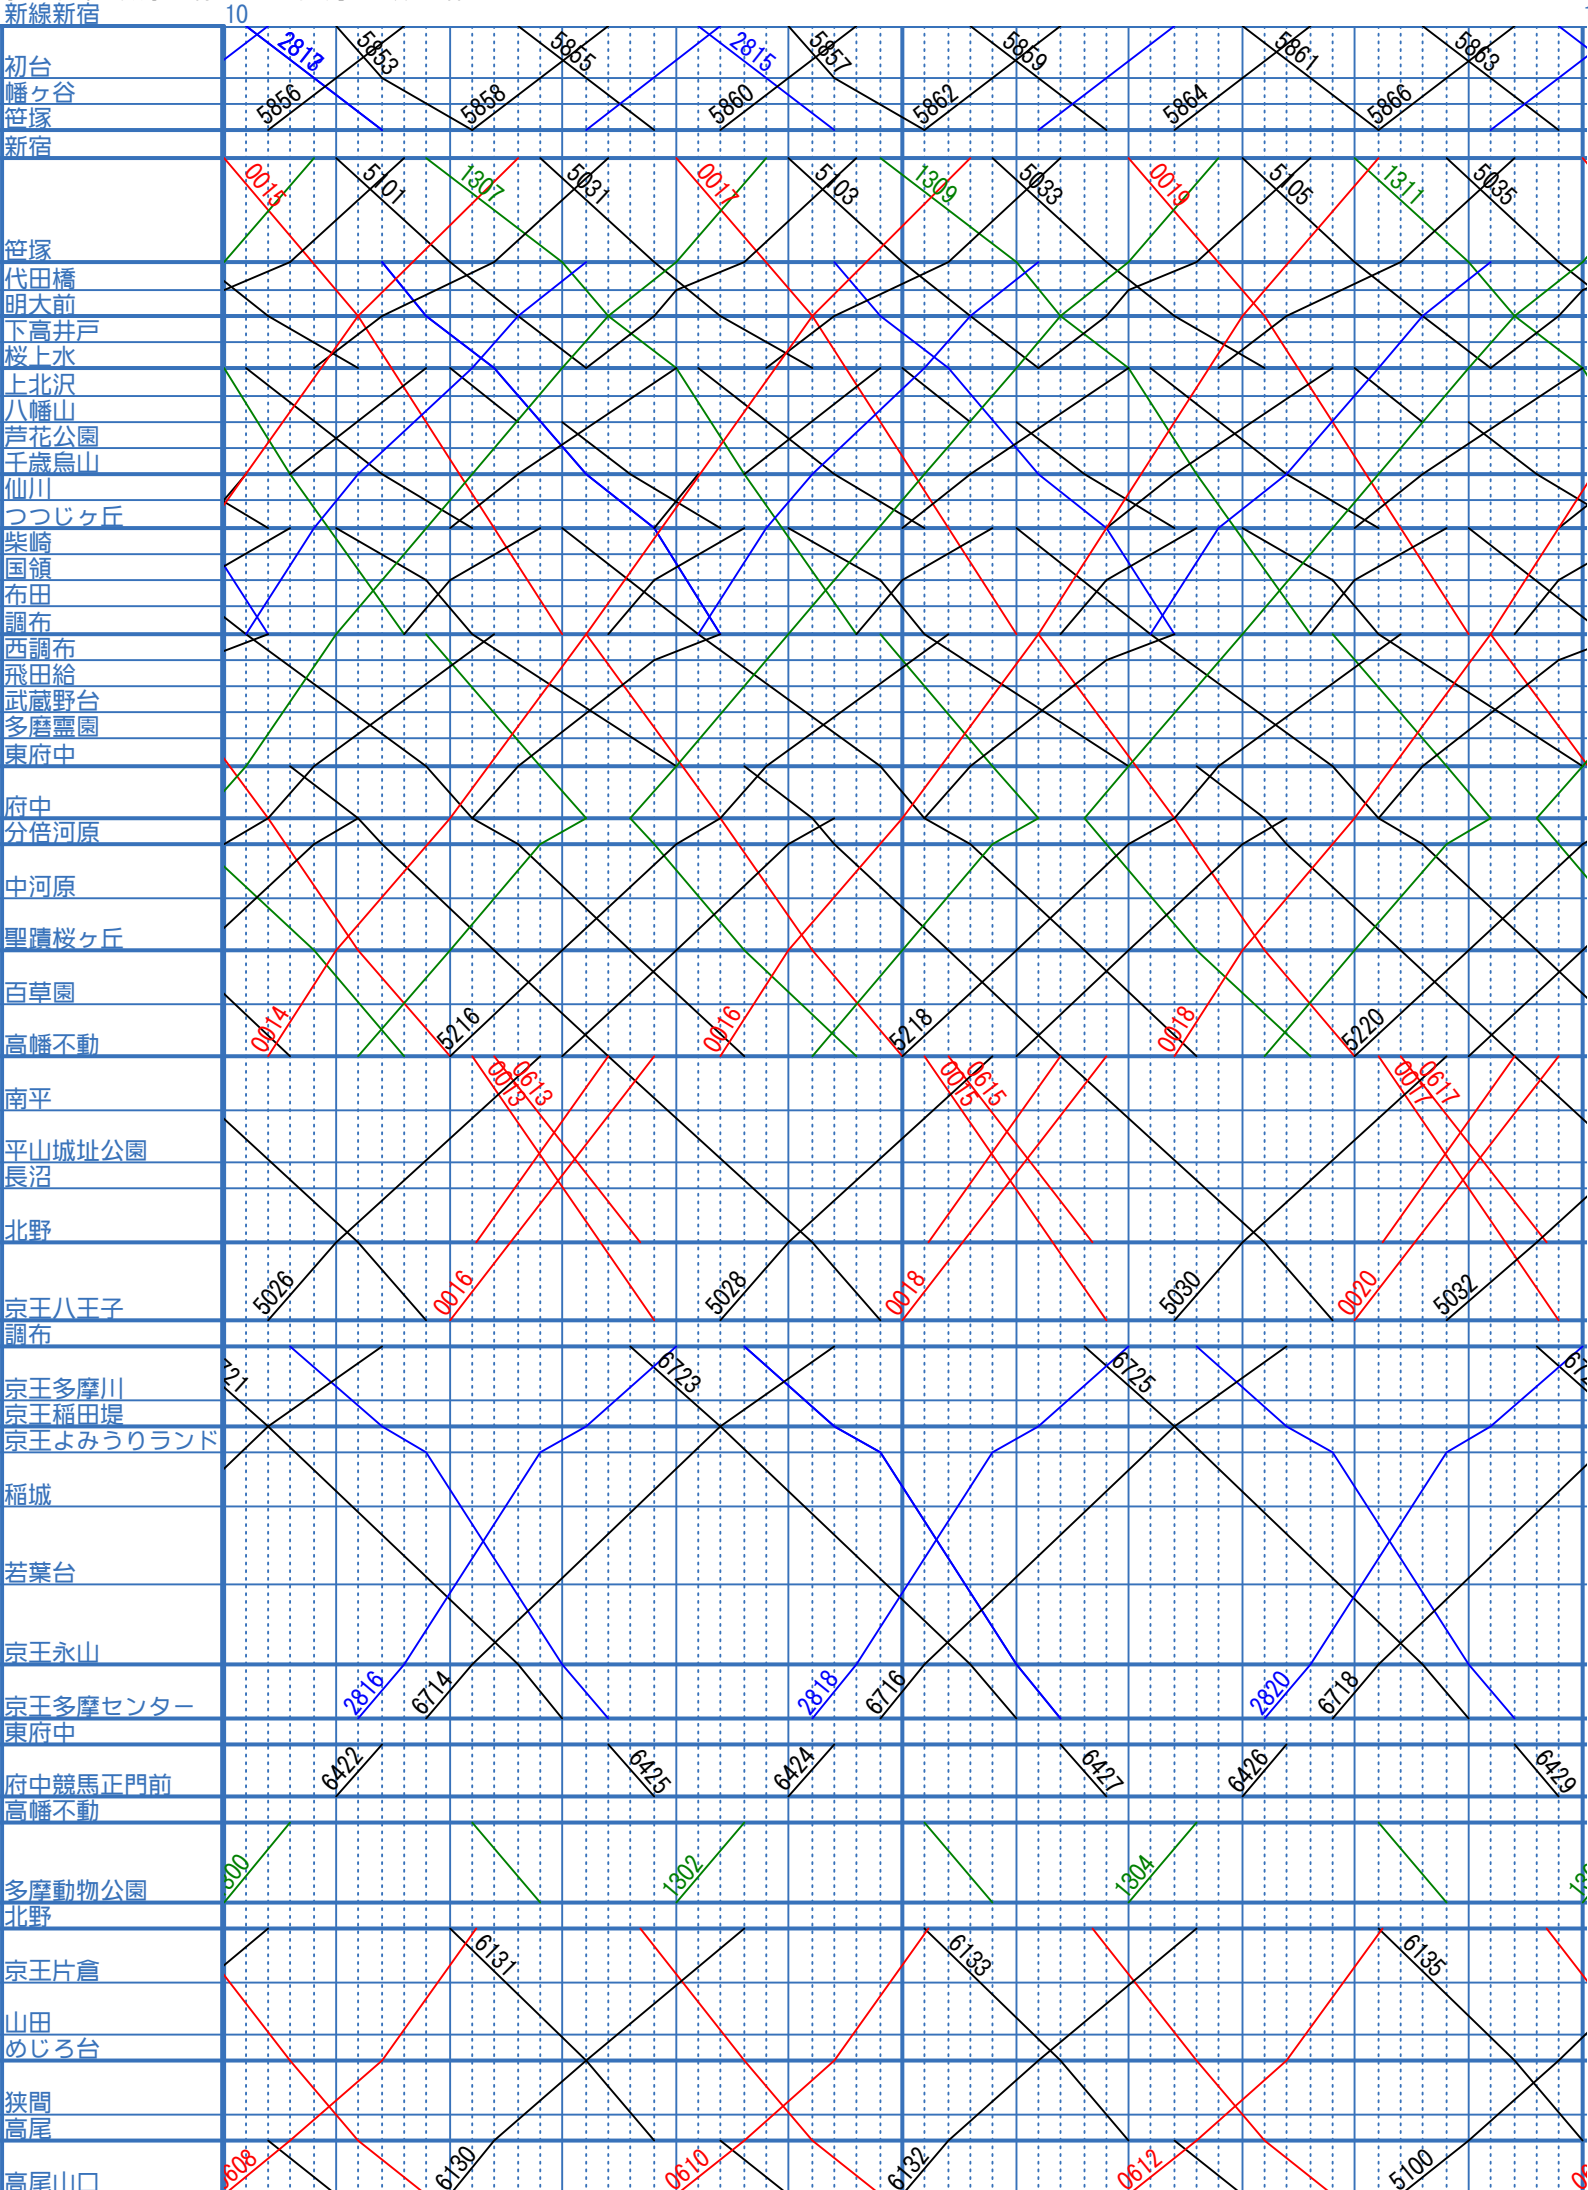 新線新宿 10
2813 5853 5865 2815 5857 5859 5861 5863
初台
幡ヶ谷
5856 5858 5860 5862 5864 5866
笹塚
新宿
0015 5101 1307 5031 0017 5103 1309 5033 0019 5105 1311 5035
笹塚
代田橋
明大前
下高井戸
桜上水
上北沢
八幡山
芦花公園
千歳烏山
仙川
つつじヶ丘
柴崎
国領
布田
調布
西調布
飛田給
武蔵野台
多磨霊園
東府中
府中
分倍河原
中河原
聖蹟桜ヶ丘
百草園
0014 5216 0016 5218 0018 5220
高幡不動
0013 0613 0015 0615 0017 0617
南平
平山城址公園
長沼
北野
5026 0016 5028 0018 5030 0020 5032
京王八王子
調布
721 6723 6725
京王多摩川
京王稲田堤
京王よみうりランド
稲城
若葉台
京王永山
2816 6714 2818 6716 2820 6718
京王多摩センター
東府中
6422 6425 6424 6427 6426 6429
府中競馬正門前
高幡不動
300 1302 1304
多摩動物公園
北野
6131 6133 6135
京王片倉
山田
めじろ台
狭間
高尾
0608 6130 0610 6132 0612 5100
高尾山口